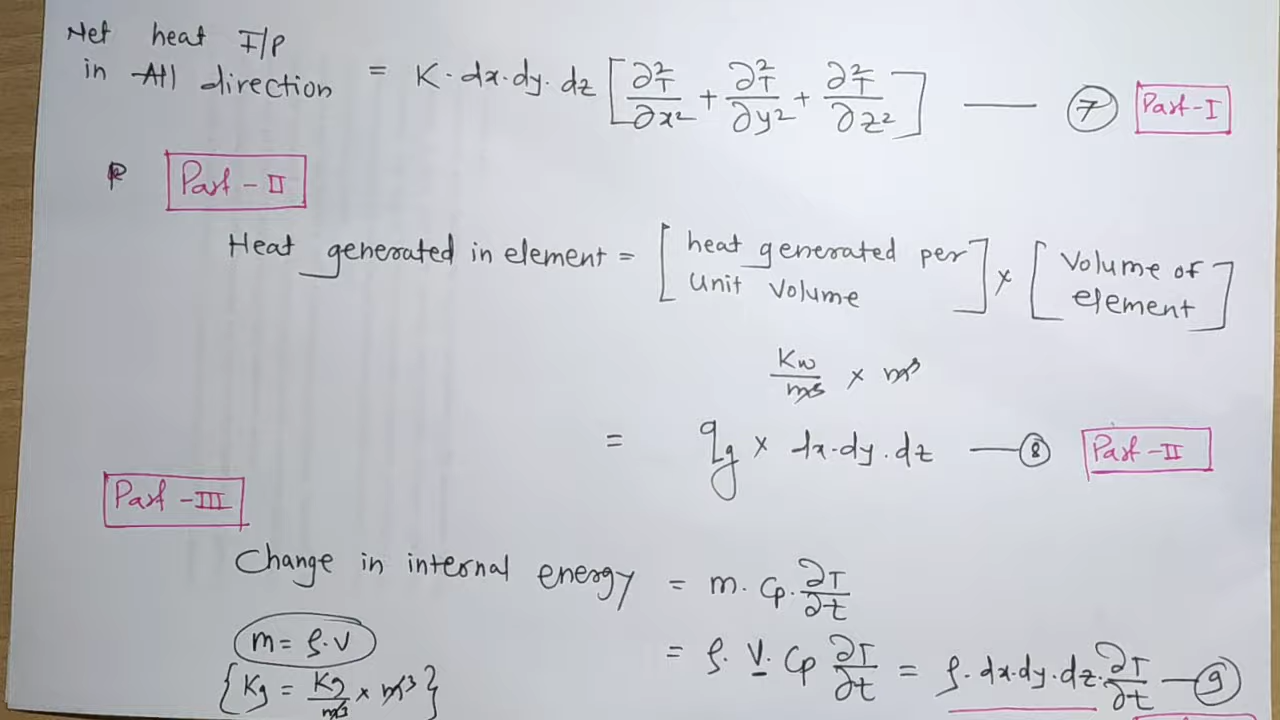 Net heat I/P
in All direction = K·dx·dy·dz [∂²T/∂x² + ∂²T/∂y² + ∂²T/∂z²] —— ⑦ Part-I
Part - II
Heat generated in element = [heat generated per unit volume] × [Volume of element]
Kw/m³ × m³
= qg × dx·dy·dz —⑧ Part-II
Part -III
Change in internal energy = m·Cp·∂T/∂t
m = ρ·V
= ρ·V·Cp ∂T/∂t = ρ·dx·dy·dz·∂T/∂t —⑨
{Kg = Kg/m³ × m³}